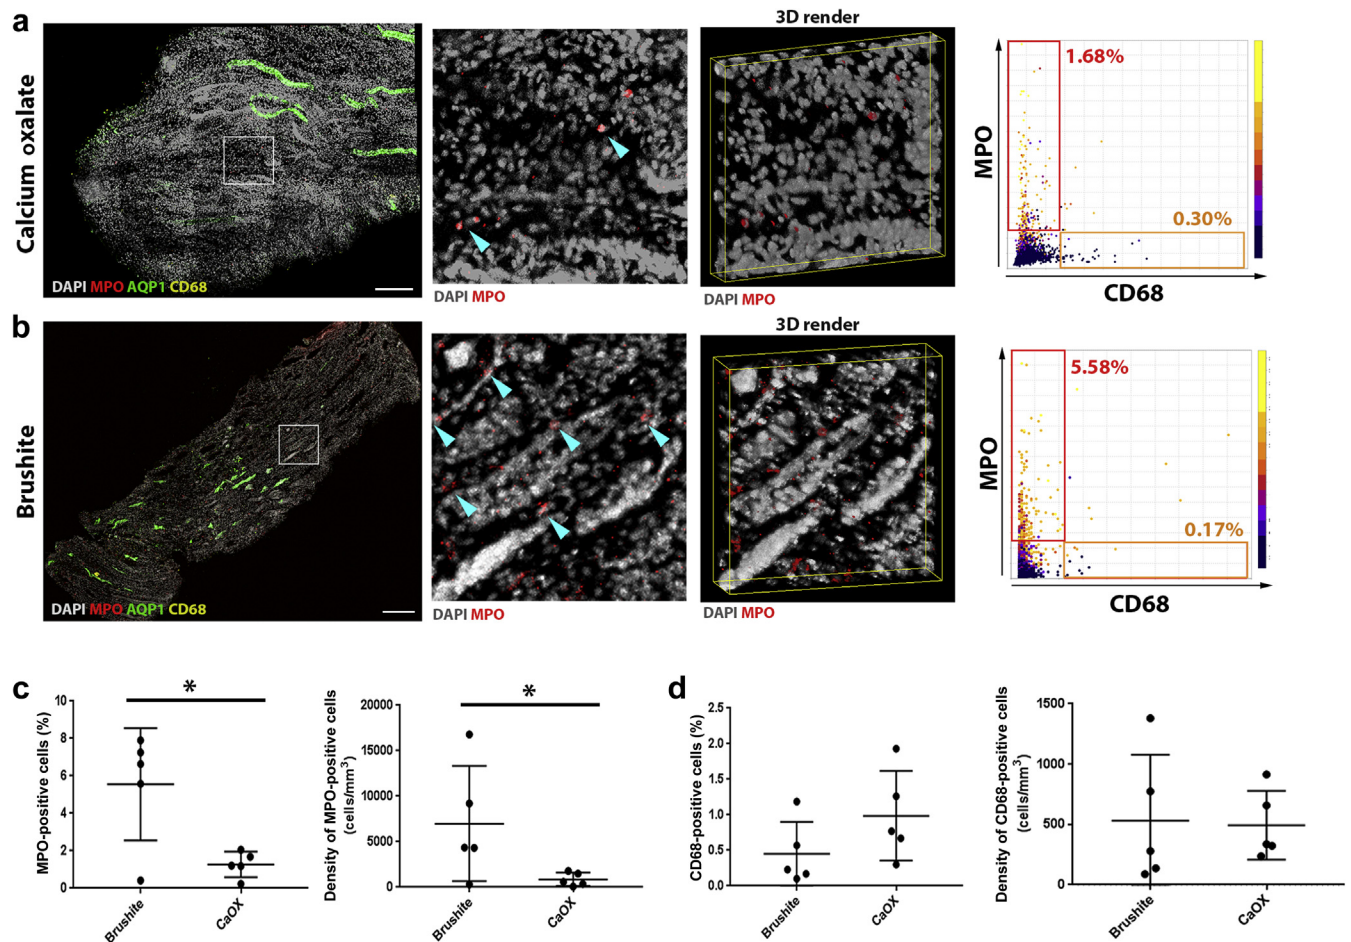 a
Calcium oxalate
DAPI MPO AQP1 CD68
DAPI MPO
3D render
DAPI MPO
1.68%
0.30%
MPO
CD68
b
Brushite
DAPI MPO AQP1 CD68
DAPI MPO
3D render
DAPI MPO
5.58%
0.17%
MPO
CD68
c
MPO-positive cells (%)
10
8
6
4
2
0
*
Brushite
CaOX
Density of MPO-positive cells
(cells/mm3)
20000
15000
10000
5000
0
*
Brushite
CaOX
d
CD68-positive cells (%)
2.5
2.0
1.5
1.0
0.5
0.0
Brushite
CaOX
Density of CD68-positive cells
(cells/mm3)
1500
1000
500
0
Brushite
CaOX